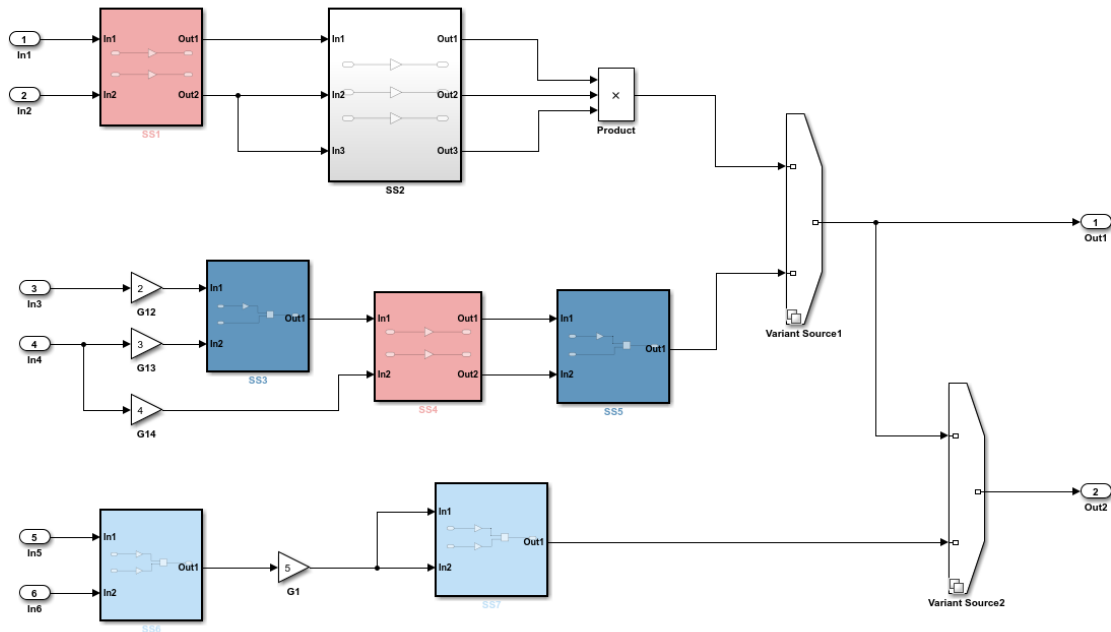 1
In1
2
In2
In1
Out1
In2
Out2
SS1
In1
Out1
In2
Out2
In3
Out3
SS2
×
Product
Variant Source1
1
Out1
3
In3
4
In4
2
G12
3
G13
4
G14
In1
Out1
In2
SS3
In1
Out1
In2
Out2
SS4
In1
Out1
In2
SS5
5
In5
6
In6
In1
Out1
In2
SS6
5
G1
In1
Out1
In2
SS7
Variant Source2
2
Out2